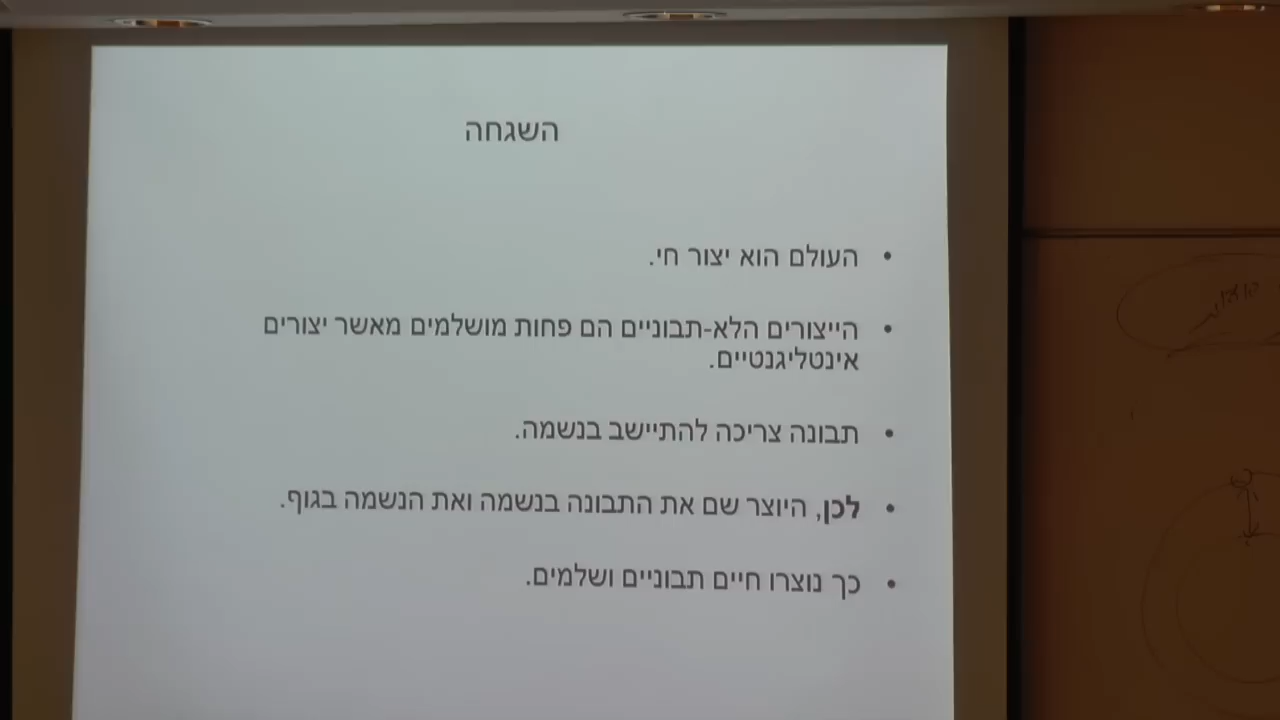 השגחה
• העולם הוא יצור חי.
• הייצורים הלא-תבוניים הם פחות מושלמים מאשר יצורים
אינטליגנטיים.
• תבונה צריכה להתיישב בנשמה.
• לכן, היוצר שם את התבונה בנשמה ואת הנשמה בגוף.
• כך נוצרו חיים תבוניים ושלמים.